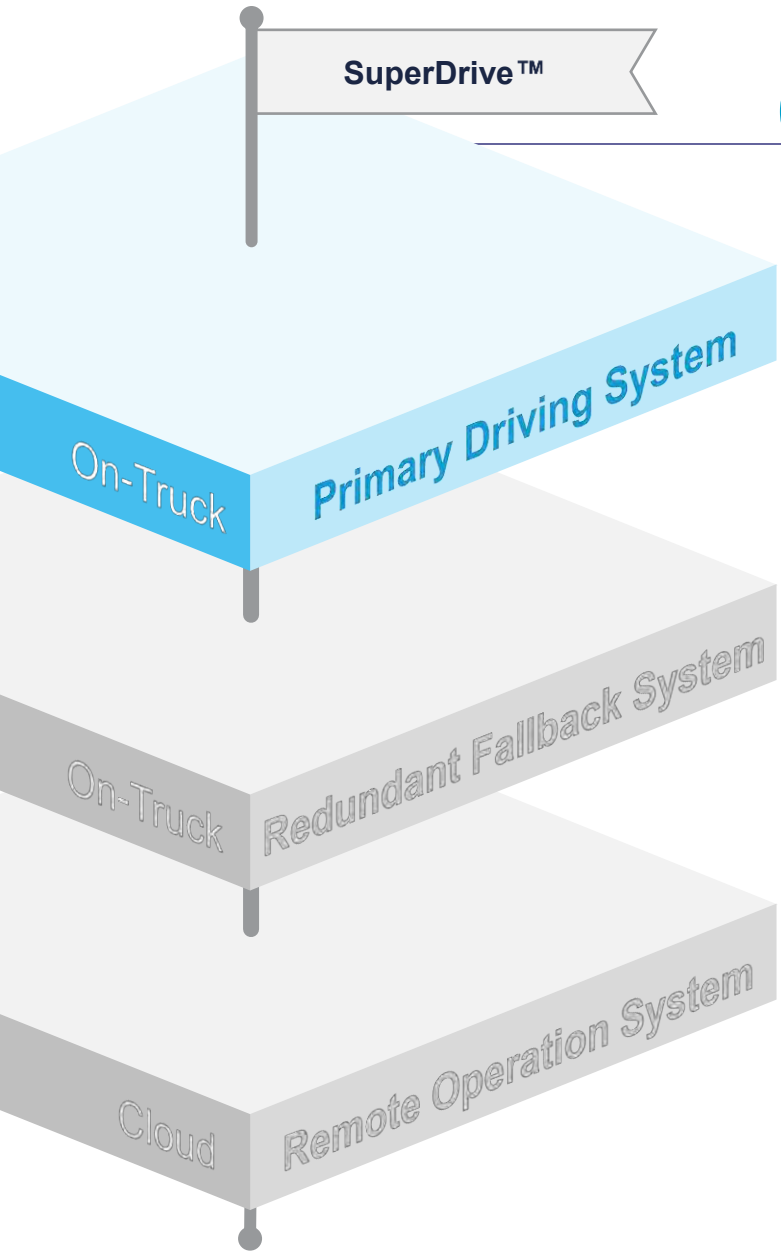 SuperDrive™
On-Truck
Primary Driving System
On-Truck
Redundant Fallback System
Cloud
Remote Operation System